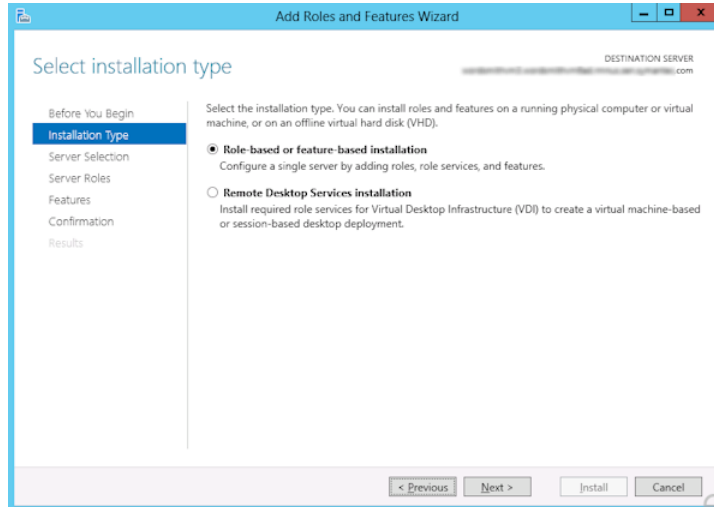 Add Roles and Features Wizard
Select installation type
DESTINATION SERVER
.com
Before You Begin
Installation Type
Server Selection
Server Roles
Features
Confirmation
Results
Select the installation type. You can install roles and features on a running physical computer or virtual
machine, or on an offline virtual hard disk (VHD).
Role-based or feature-based installation
Configure a single server by adding roles, role services, and features.
Remote Desktop Services installation
Install required role services for Virtual Desktop Infrastructure (VDI) to create a virtual machine-based
or session-based desktop deployment.
< Previous
Next >
Install
Cancel